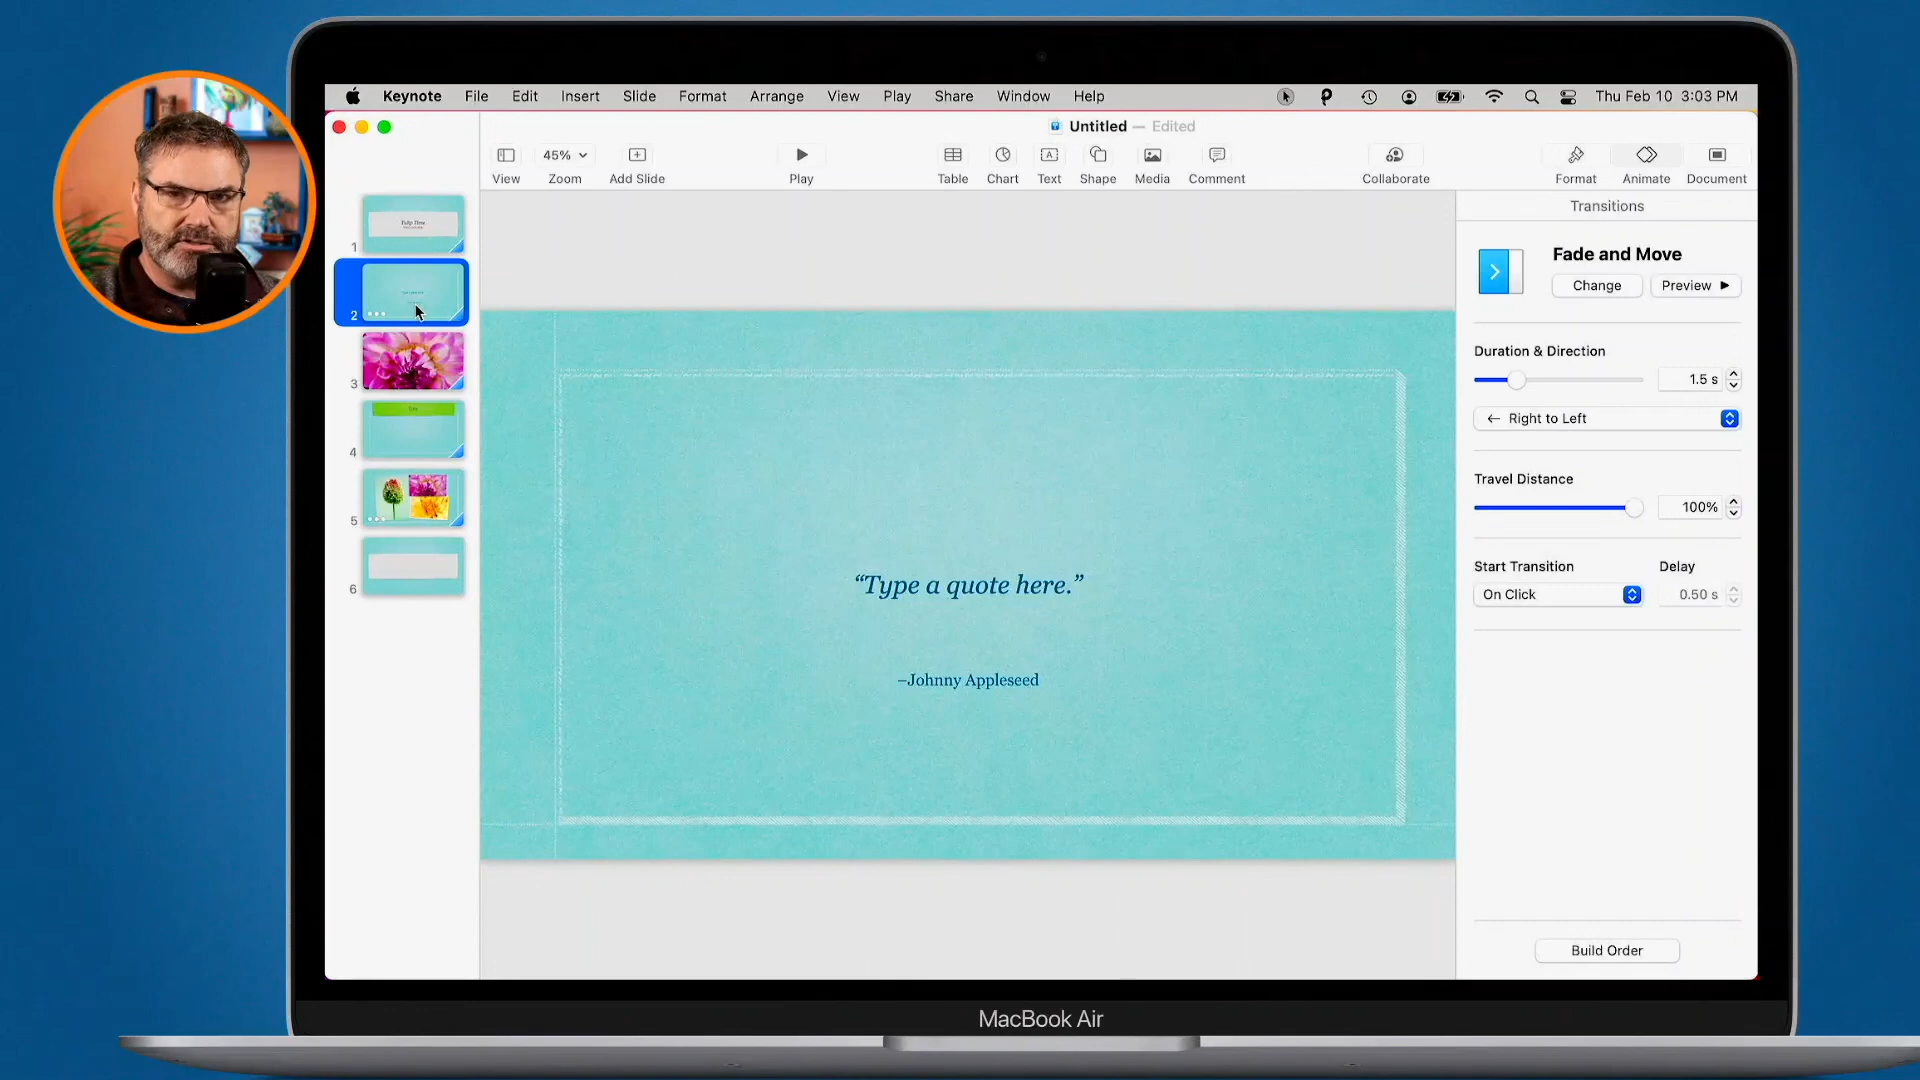 Keynote File Edit Insert Slide Format Arrange View Play Share Window Help Thu Feb 10 3:03 PM
Untitled — Edited
45%
View Zoom Add Slide Play Table Chart Text Shape Media Comment Collaborate Format Animate Document
Transitions
Fade and Move
Change Preview
Duration & Direction
1.5 s
← Right to Left
Travel Distance
100%
Start Transition Delay
On Click 0.50 s
Build Order
1
2
3
4
5
6
“Type a quote here.”
–Johnny Appleseed
MacBook Air